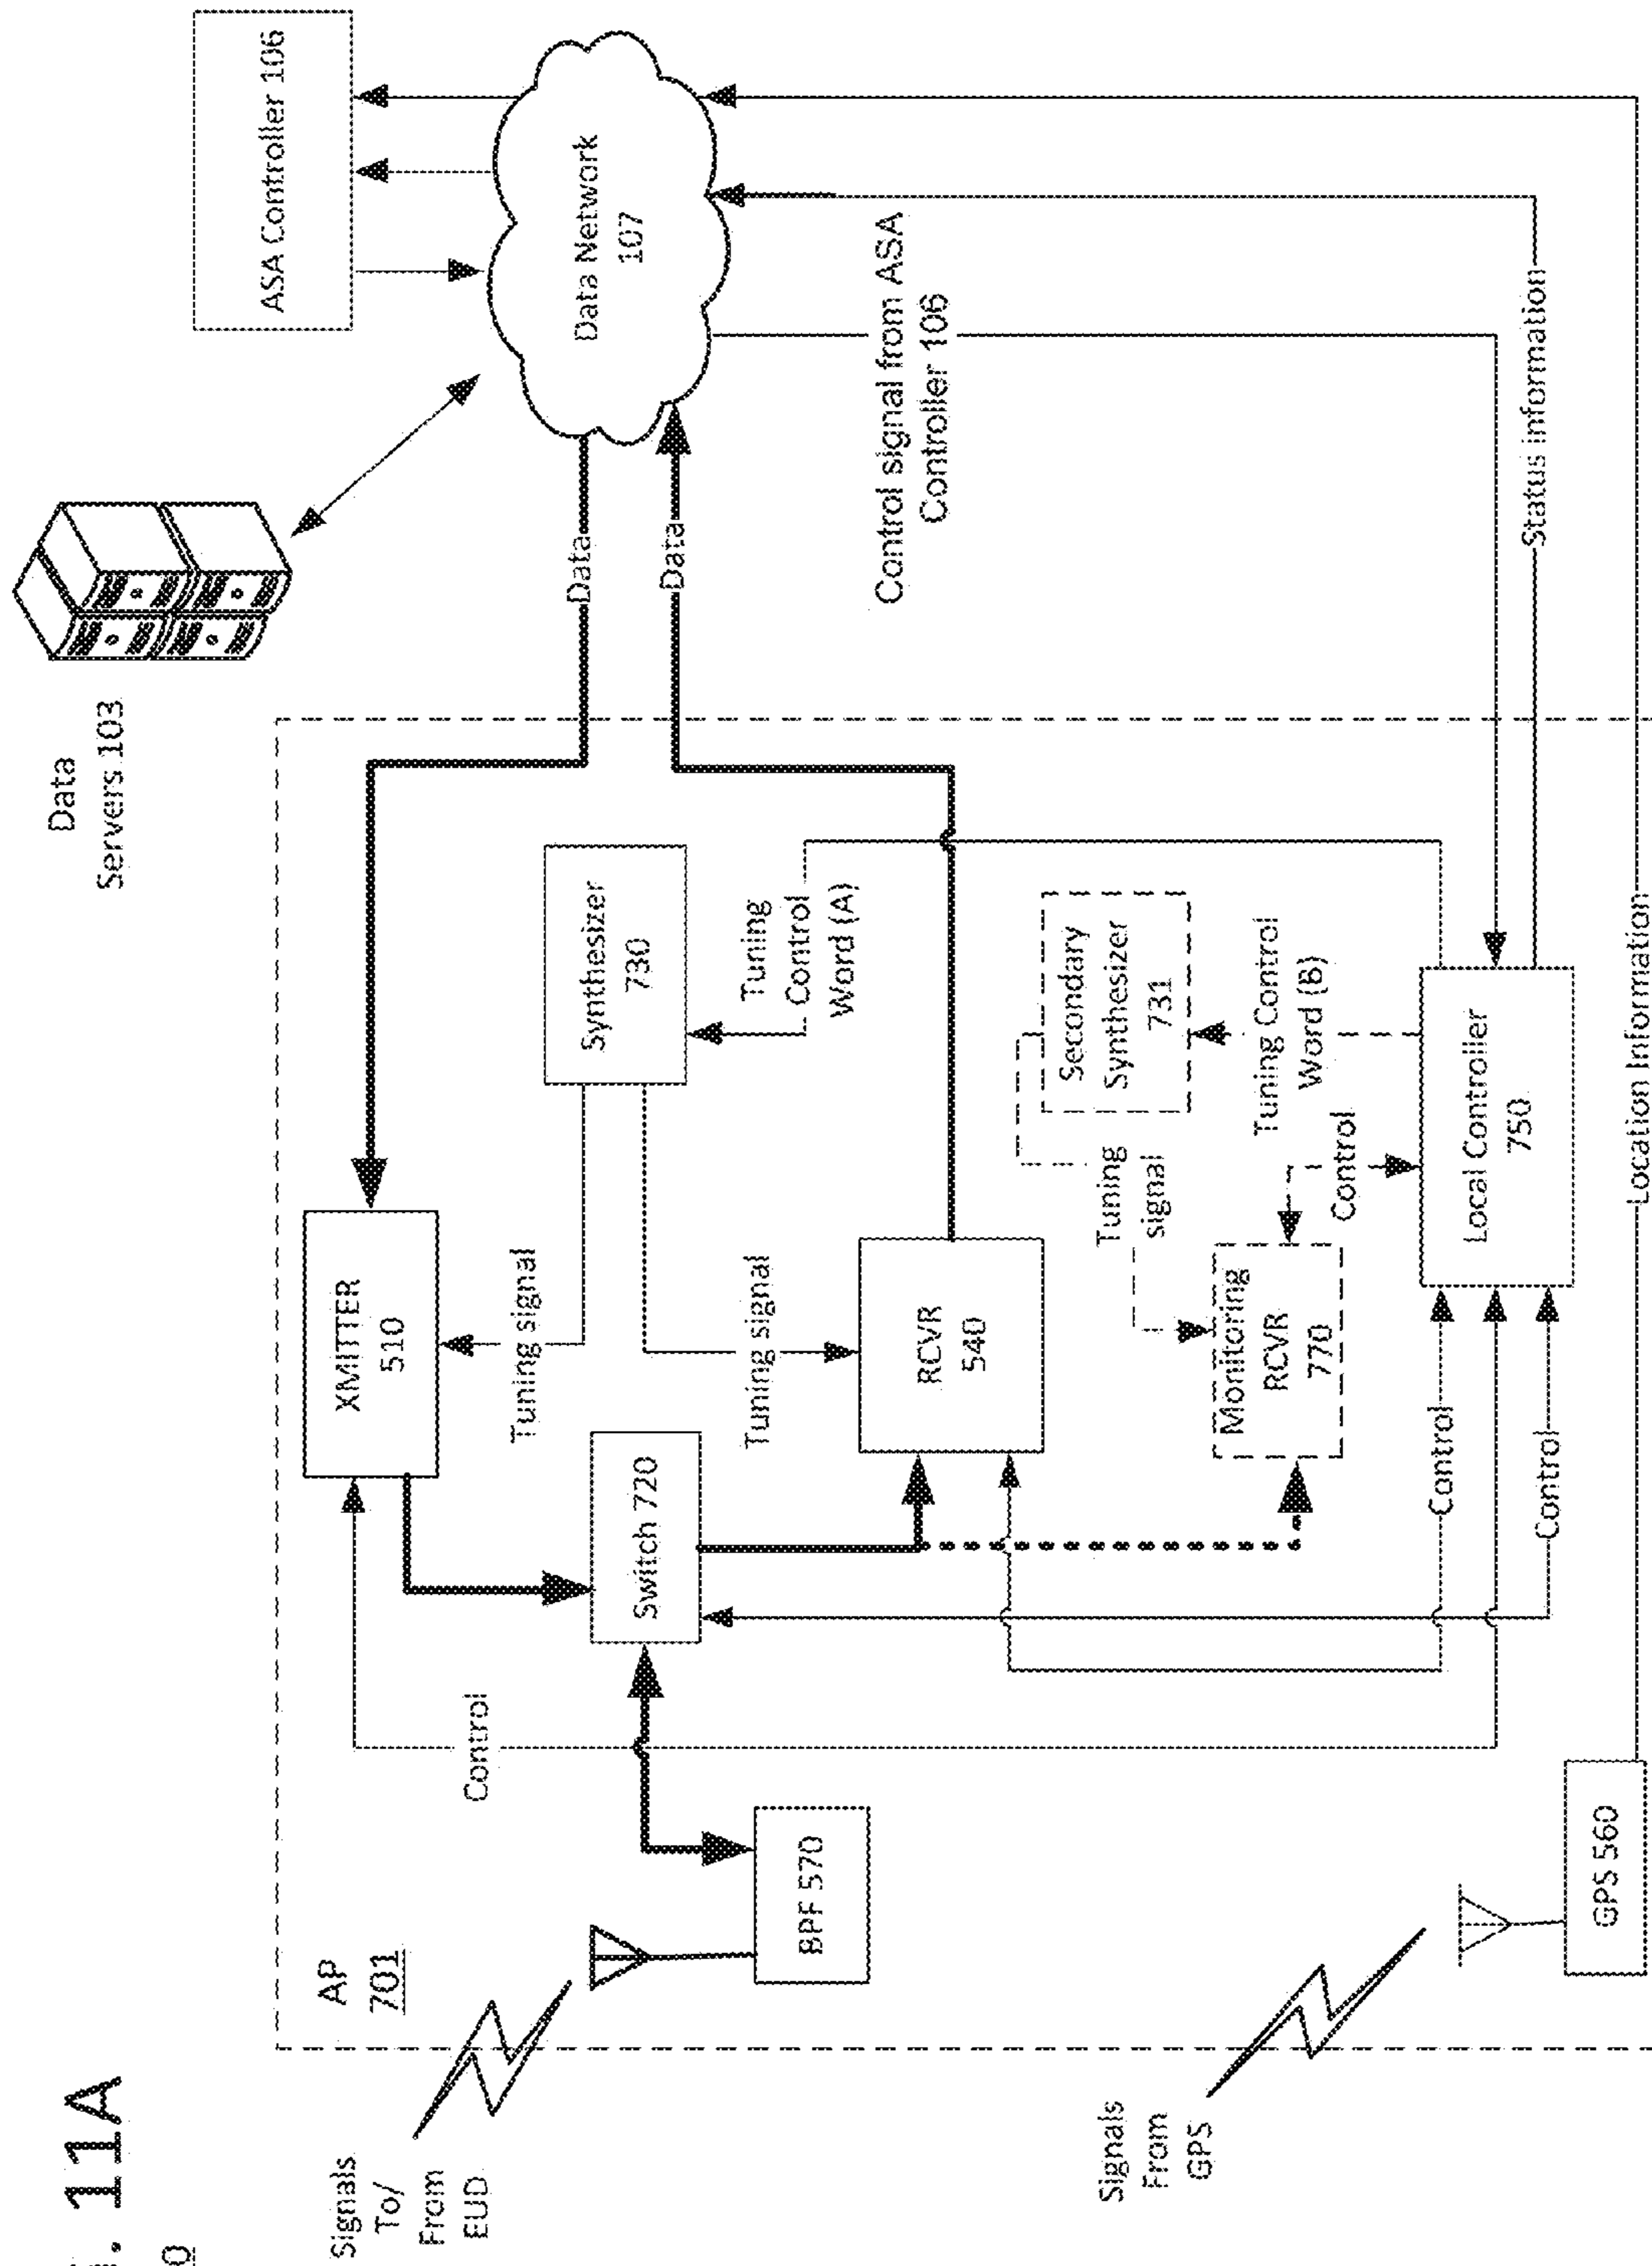 11A
AP
701
Signals
To/
From
EUD
Signals
From
GPS
BPF 570
GPS 560
Control
Switch 720
XMITTER
510
Tuning signal
Tuning signal
RCVR
540
Monitoring
RCVR
770
Control
Control
Synthesizer
730
Tuning
Control
Word (A)
Secondary
Synthesizer
731
Tuning
signal
Tuning Control
Word (B)
Control
Local Controller
750
Data
Servers 103
Data
Data
Data Network
107
ASA Controller 106
Control signal from ASA
Controller 106
Status information
Location Information